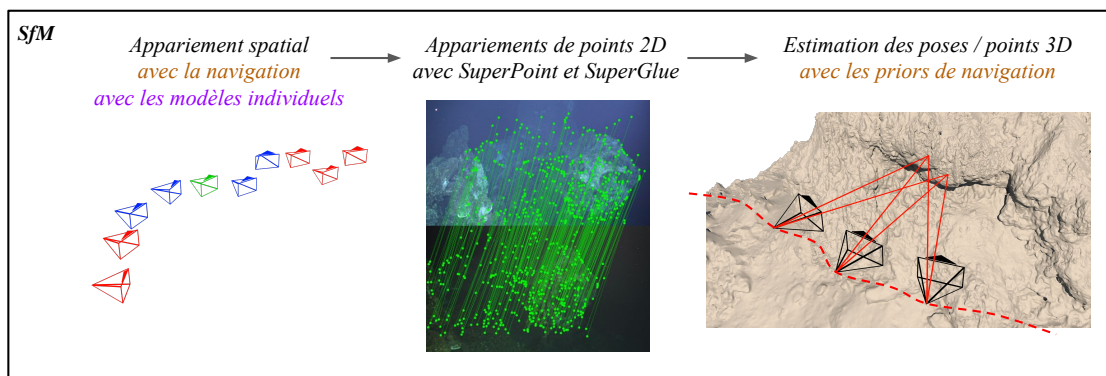 SfM
Appariement spatial
avec la navigation
avec les modèles individuels
Appariements de points 2D
avec SuperPoint et SuperGlue
Estimation des poses / points 3D
avec les priors de navigation